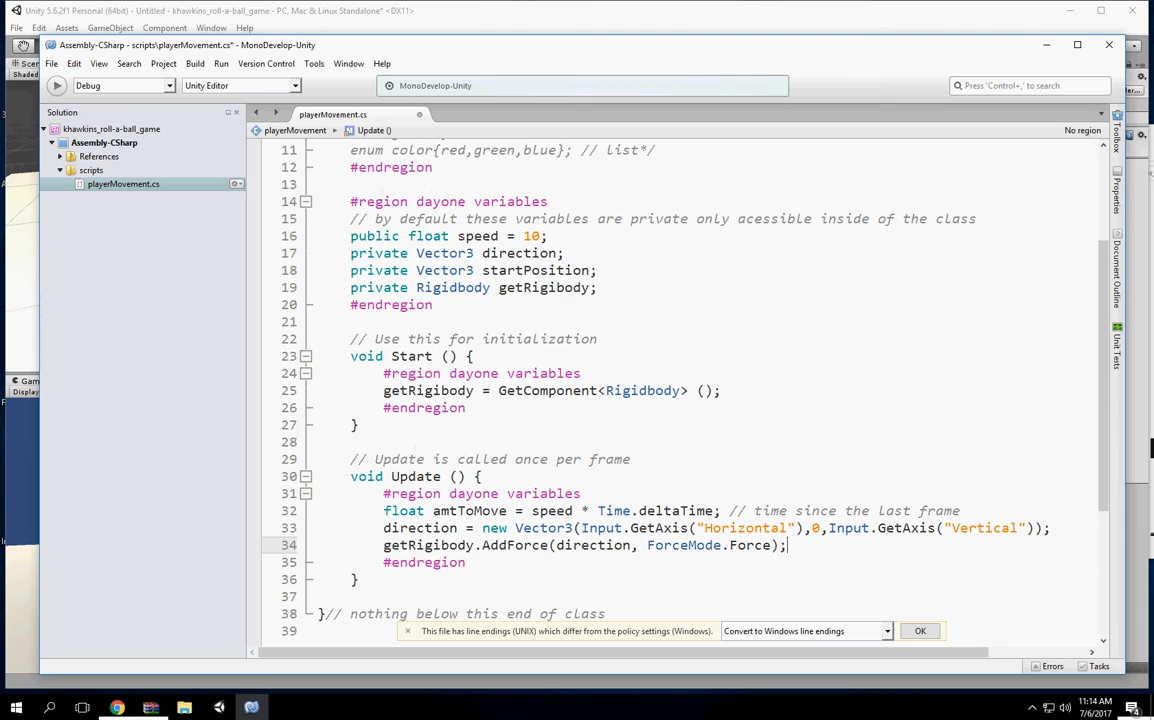 Unity 5.6.2f1 Personal (64bit) - Untitled - khawkins_roll-a-ball_game - PC, Mac & Linux Standalone* <DX11>
File Edit Assets GameObject Component Window Help
Assembly-CSharp - scripts\playerMovement.cs* - MonoDevelop-Unity
File Edit View Search Project Build Run Version Control Tools Window Help
Debug Unity Editor MonoDevelop-Unity Press 'Control+,' to search
Solution playerMovement.cs
khawkins_roll-a-ball_game
Assembly-CSharp
References
scripts
playerMovement.cs
playerMovement Update () No region
11 enum color{red,green,blue}; // list*/
12 #endregion
13
14 #region dayone variables
15 // by default these variables are private only acessible inside of the class
16 public float speed = 10;
17 private Vector3 direction;
18 private Vector3 startPosition;
19 private Rigidbody getRigibody;
20 #endregion
21
22 // Use this for initialization
23 void Start () {
24 #region dayone variables
25 getRigibody = GetComponent<Rigidbody> ();
26 #endregion
27 }
28
29 // Update is called once per frame
30 void Update () {
31 #region dayone variables
32 float amtToMove = speed * Time.deltaTime; // time since the last frame
33 direction = new Vector3(Input.GetAxis("Horizontal"),0,Input.GetAxis("Vertical"));
34 getRigibody.AddForce(direction, ForceMode.Force);
35 #endregion
36 }
37
38 }// nothing below this end of class
39
This file has line endings (UNIX) which differ from the policy settings (Windows). Convert to Windows line endings OK
Toolbox
Properties
Document Outline
Unit Tests
Errors Tasks
Shaded
Gam
Display
11:14 AM
7/6/2017
4